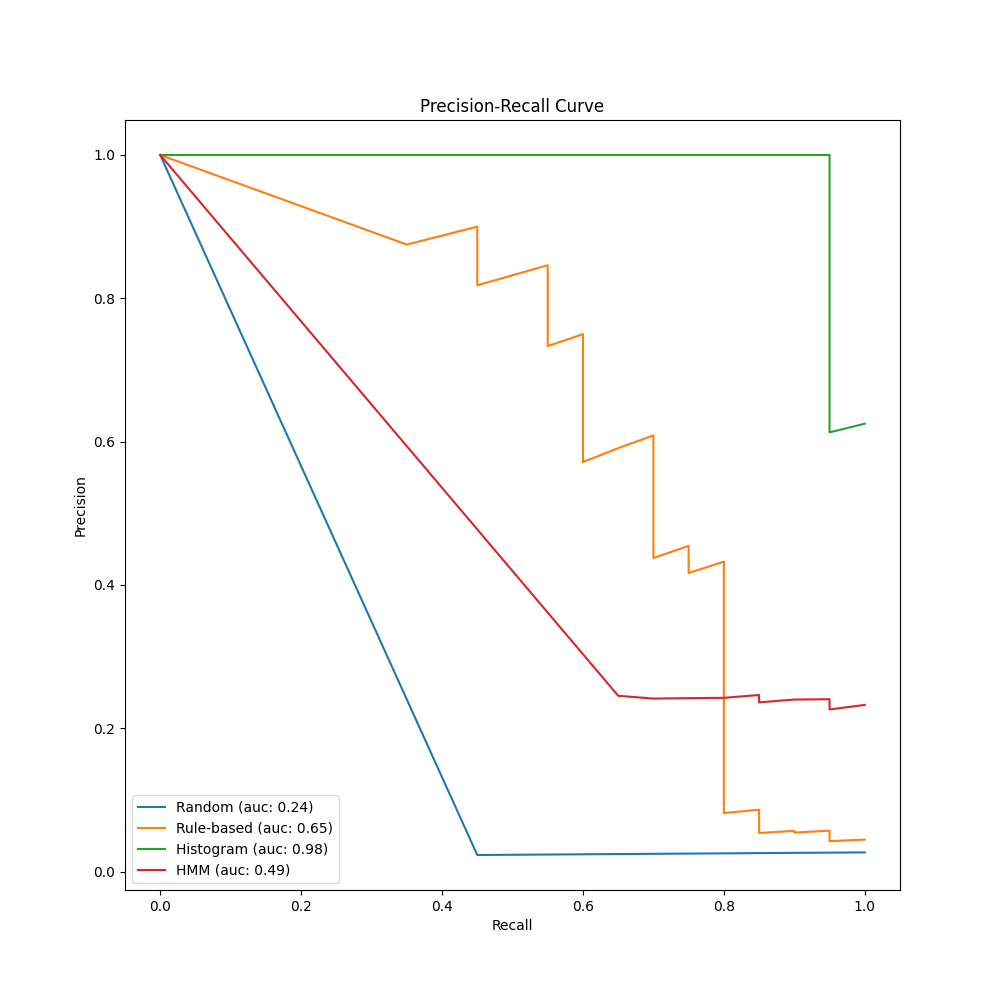 Precision-Recall Curve
1.0
0.8
0.6
0.4
0.2
0.0
Precision
Random (auc: 0.24)
Rule-based (auc: 0.65)
Histogram (auc: 0.98)
HMM (auc: 0.49)
0.0 0.2 0.4 0.6 0.8 1.0
Recall